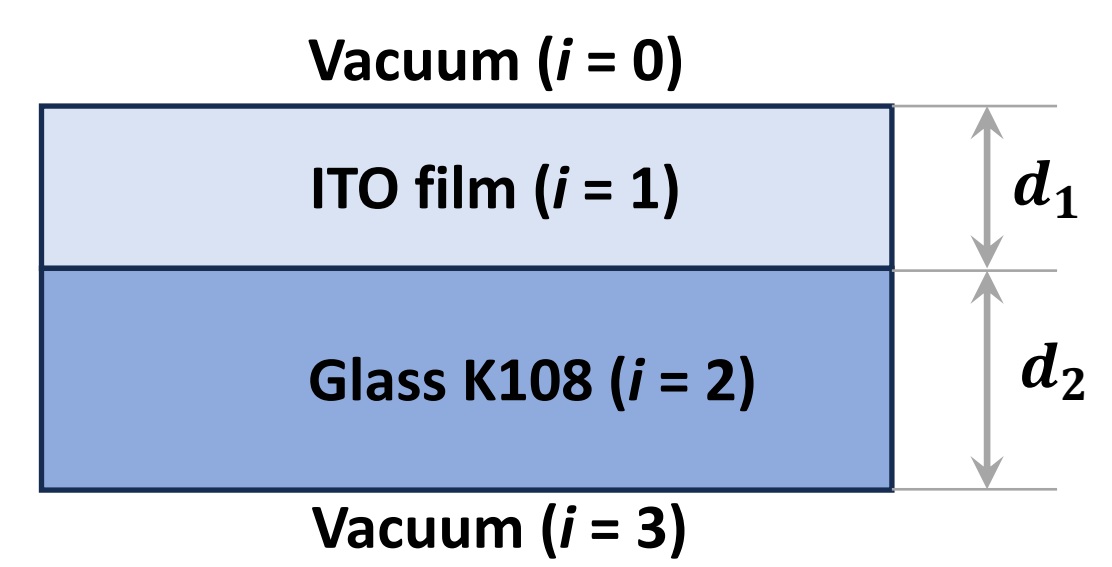 Vacuum (i = 0)
ITO film (i = 1)
d₁
Glass K108 (i = 2)
d₂
Vacuum (i = 3)